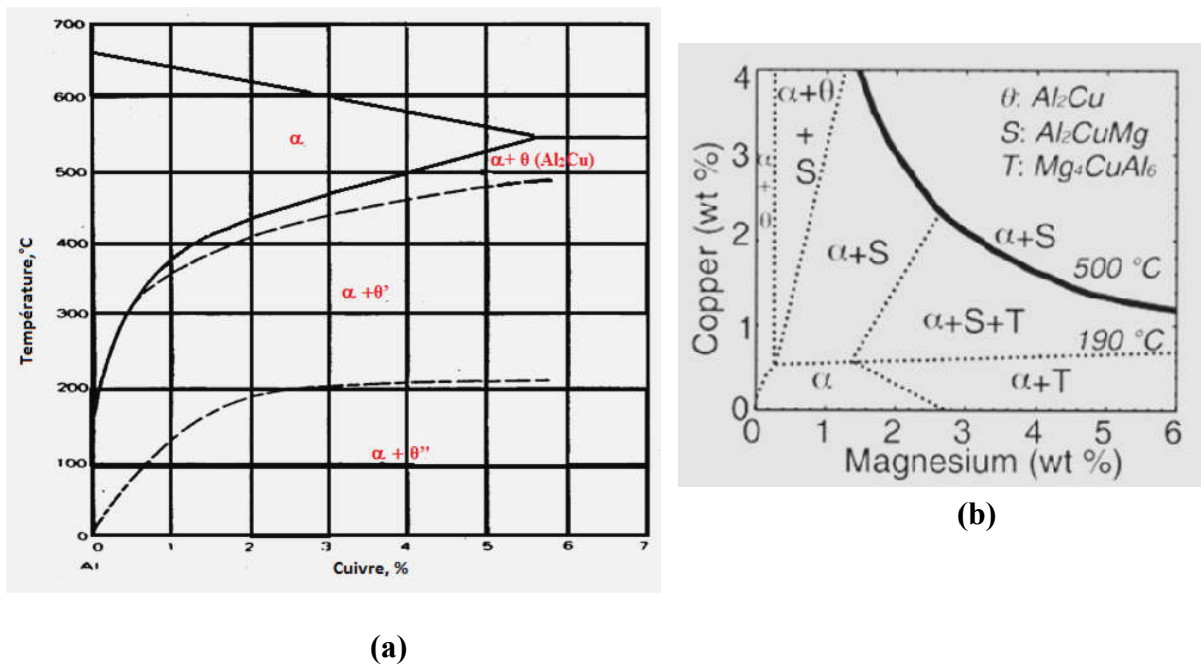 700
600
500
400
300
200
100
0
Température,°C
α
α+ θ (Al₂Cu)
α +θ'
α + θ''
0 1 2 3 4 5 6 7
Al
Cuivre, %
(a)
4
3
2
1
0
Copper (wt %)
α+θ
+
S
α+θ
θ: Al₂Cu
S: Al₂CuMg
T: Mg₄CuAl₆
α+S
α+S
500 °C
α+S+T
190 °C
α
α+T
0 1 2 3 4 5 6
Magnesium (wt %)
(b)